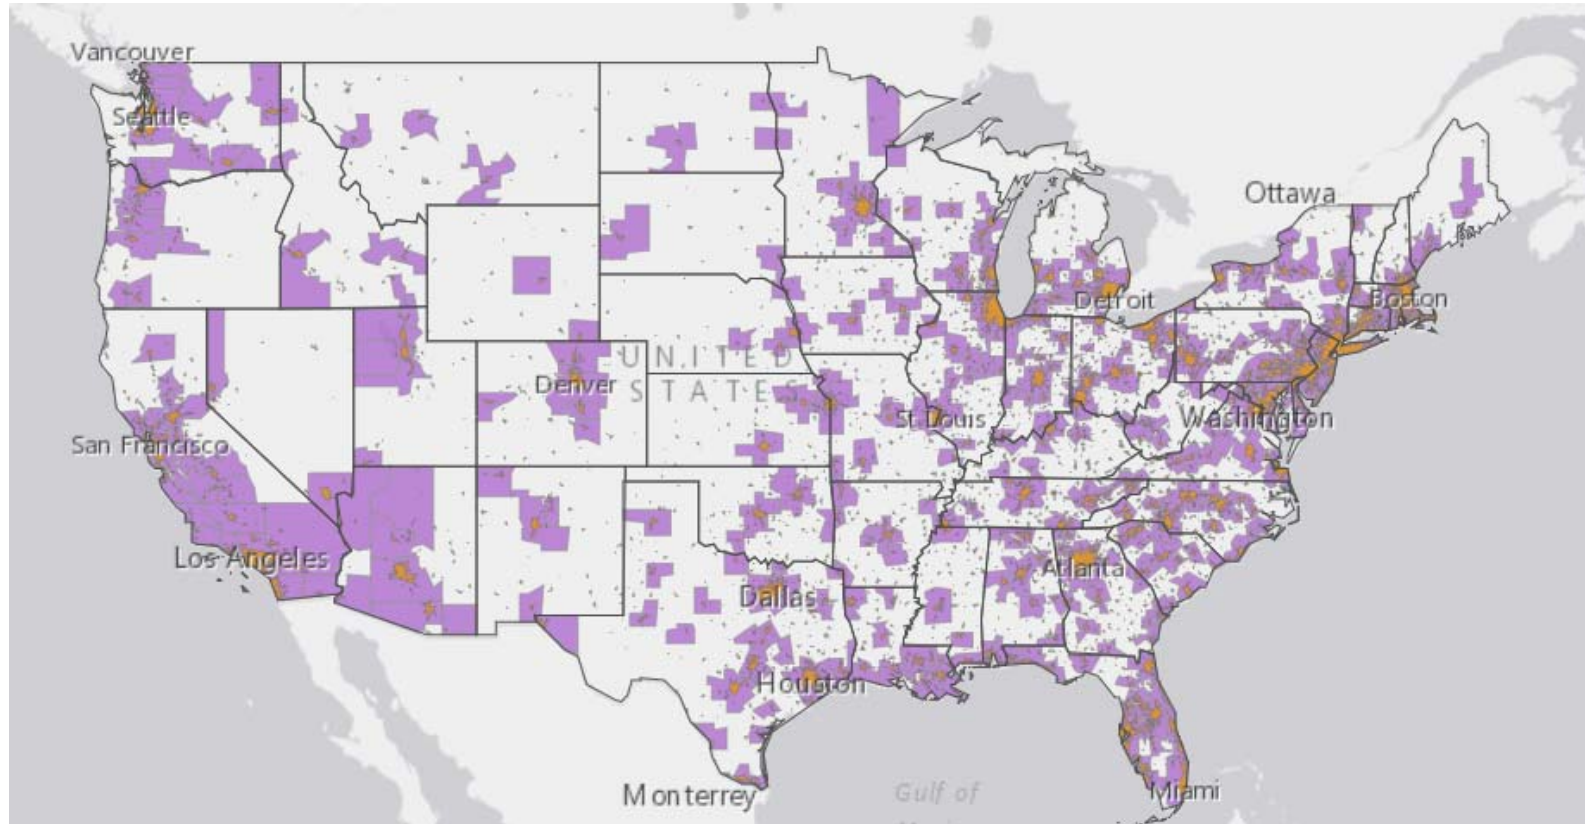 Vancouver
Seattle
Ottawa
Detroit
Boston
UNITED
STATES
Denver
St Louis
Washington
San Francisco
Los Angeles
Atlanta
Dallas
Houston
Monterrey
Gulf of
Miami